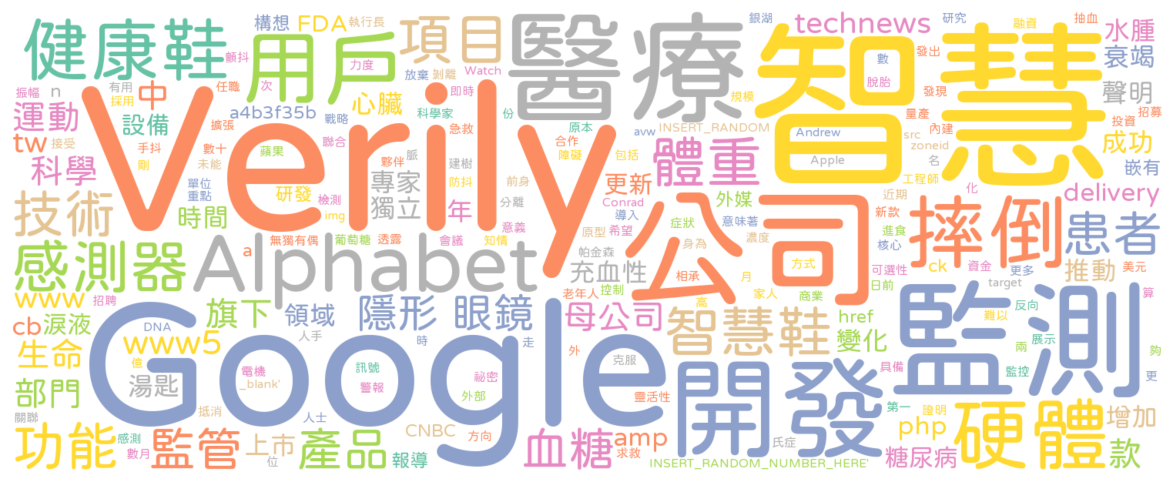 構想 FDA 執行長 銀湖 研究 融資 抽血
健康鞋 用戶 項目 醫療 智慧 technews 水腫
顫抖 力度 放棄 剝離 Watch 數 發出 衰竭
振幅 有用 n 任職 次 即時 份 規模 脫胎 發現
運動 採用 中 a4b3f35b 心臟 科學家 聲明
設備 擴張 戰略 急救 原本 avw INSERT_RANDOM 量產 招募
tw 接受 手抖 數十 聯合 合作 Andrew src 內建 投資
剛 未能 蘋果 夥伴 脈 障礙 包括 Apple zoneid 成功
科學 Verily 建樹 體重 名 工程師 嵌有
單位 研發 檢測 防抖 前身 專家 更新 外媒 化 近期 delivery
重點 img 獨立 分離 Conrad 導入 意味著 公司 新款 摔倒 患者
技術 時間 年 意義 原型 希望 症狀 進食
a 無獨有偶 葡萄糖 透露 會議 知情 身為 濃度 核心
感測器 Alphabet 帕金森 充血性 相承 方式 可選性 ck 資金 更多 推動 美元
www 招聘 老年人 控制 月 家人 日前 target 算
cb 淚液 旗下 領域 隱形 眼鏡 母公司 高 商業 href 監測 反向
www5 DNA 人手 時 走 智慧鞋 變化 難以 兩 展示 夠
生命 億 Google 外 克服 具備 監控 更
部門 湯匙 電機 訊號 祕密 開發
_blank' 警報 外部 靈活性 第一 證明
關聯 抵消 人士 php 硬體 增加
功能 感測 監管 上市 產品 CNBC 方向 血糖 amp 氏症
數月 位 報導 求救 INSERT_RANDOM_NUMBER_HERE' 糖尿病 款